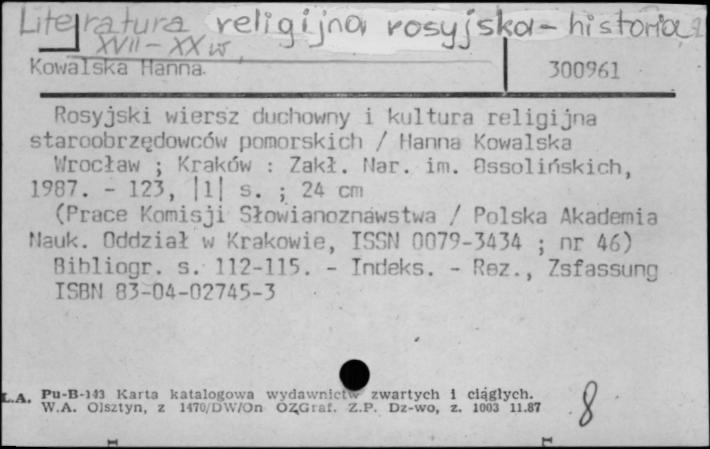 Literatura religijna rosyjska - historia
XVII - XX w
Kowalska Hanna. 300961
Rosyjski wiersz duchowny i kultura religijna
staroobrzędowców pomorskich / Hanna Kowalska
Wrocław ; Kraków : Zakł. Nar. im. Ossolińskich,
1987. - 123, |1| s. ; 24 cm
(Prace Komisji Słowianoznawstwa / Polska Akademia
Nauk. Oddział w Krakowie, ISSN 0079-3434 ; nr 46)
Bibliogr. s. 112-115. - Indeks. - Rez., Zsfassung
ISBN 83-04-02745-3
Ł.A. Pu-B-143 Karta katalogowa wydawnictw zwartych i ciągłych.
W.A. Olsztyn, z 1470/DW/On OZGraf. Z.P. Dz-wo, z. 1003 11.87
8